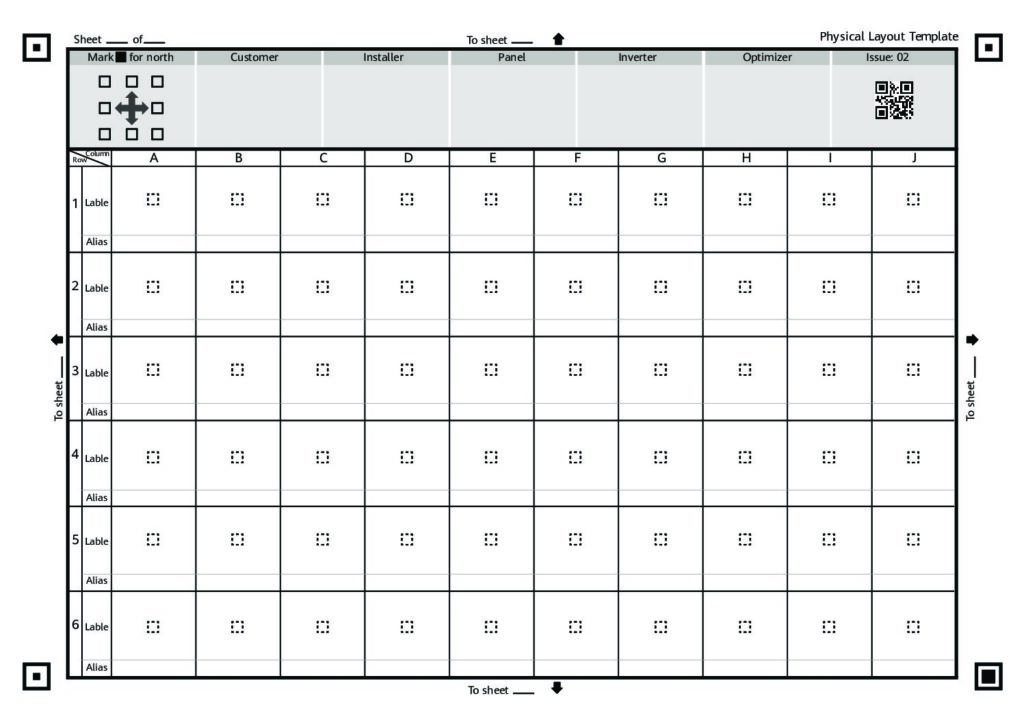 Sheet ___ of ___
To sheet ___
Physical Layout Template
Mark ■ for north Customer Installer Panel Inverter Optimizer Issue: 02
Column
Row
A B C D E F G H I J
1 Lable
Alias
2 Lable
Alias
3 Lable
Alias
To sheet ___
To sheet ___
4 Lable
Alias
5 Lable
Alias
6 Lable
Alias
To sheet ___